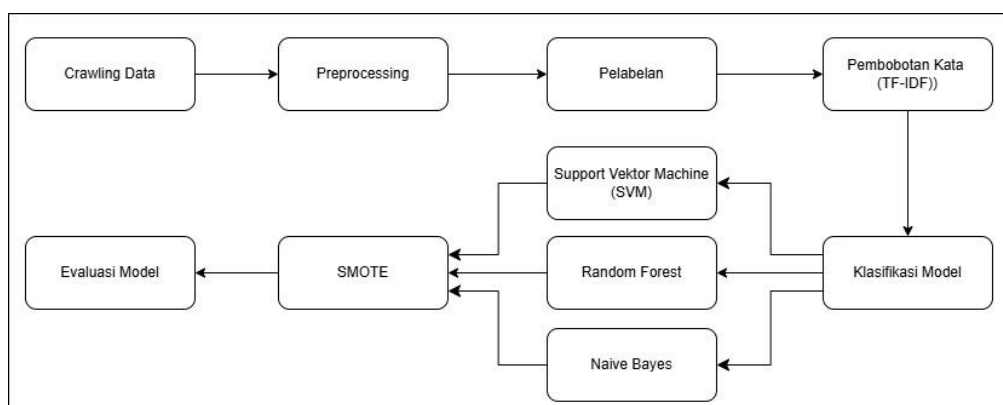 Crawling Data
Preprocessing
Pelabelan
Pembobotan Kata
(TF-IDF))
Support Vektor Machine
(SVM)
Evaluasi Model
SMOTE
Random Forest
Klasifikasi Model
Naive Bayes